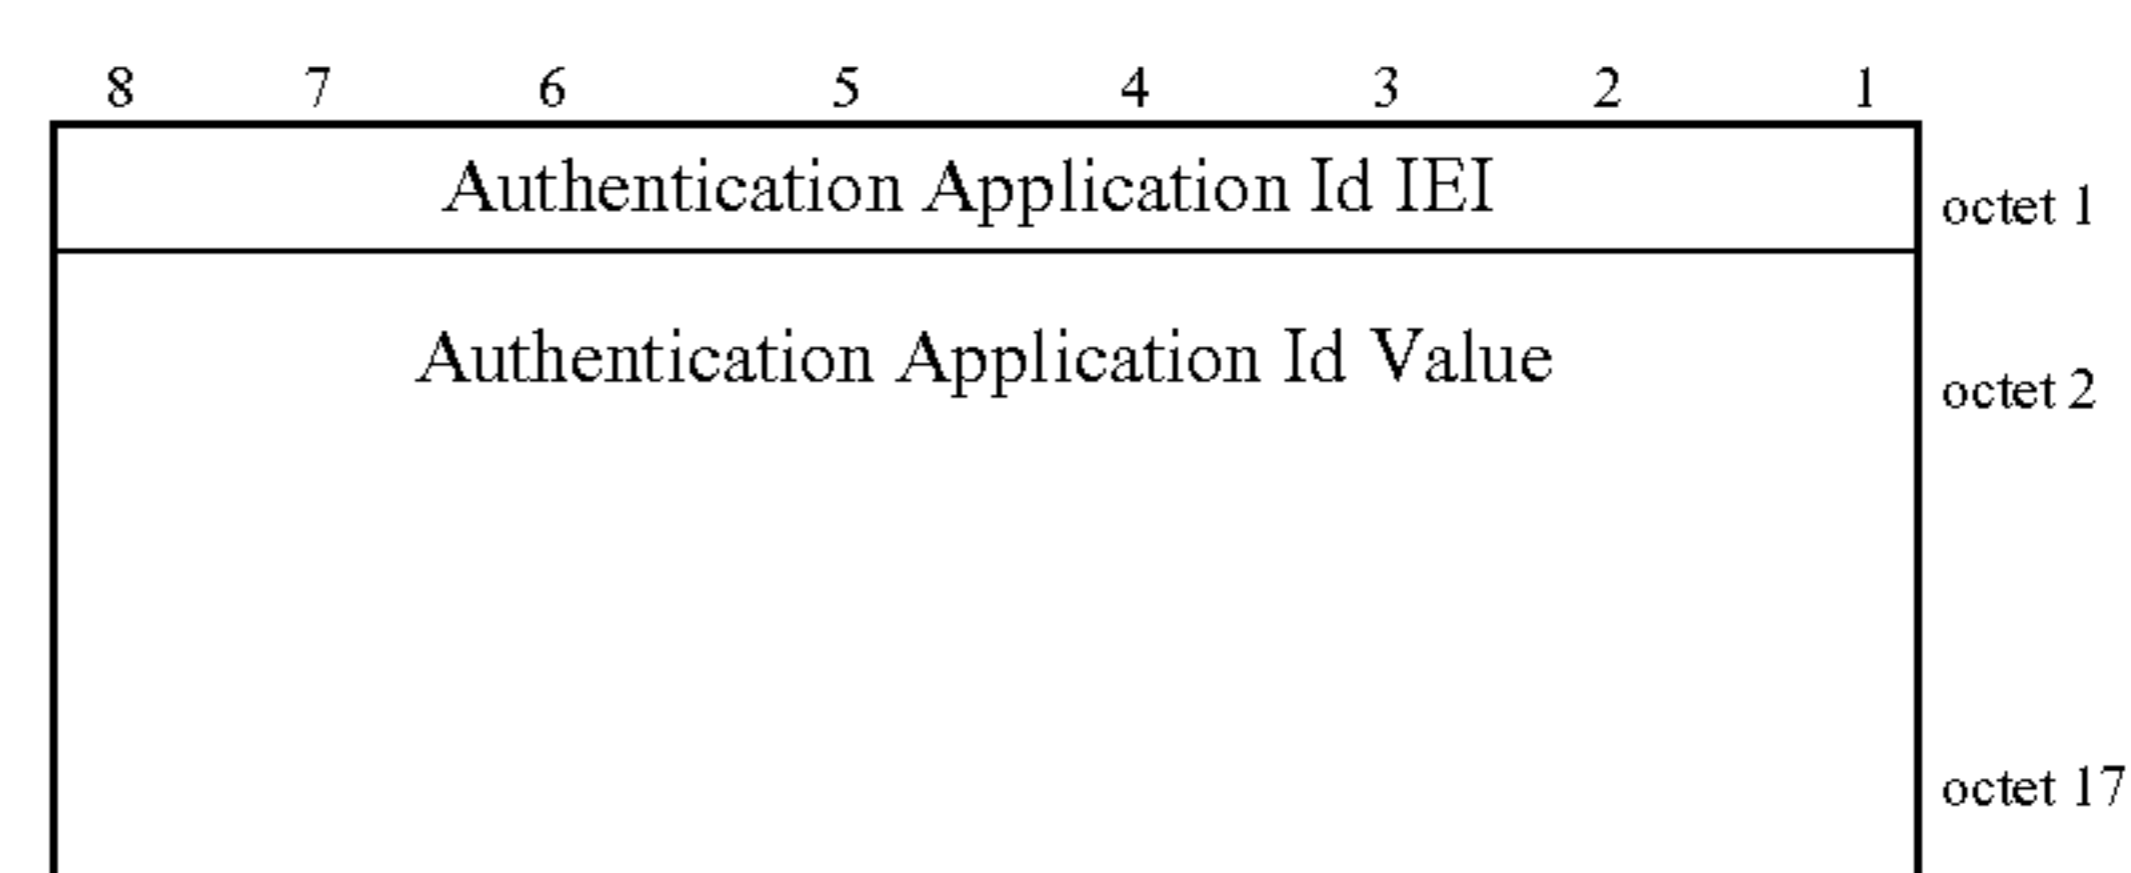 8 7 6 5 4 3 2 1
Authentication Application Id IEI
octet 1
Authentication Application Id Value
octet 2
octet 17